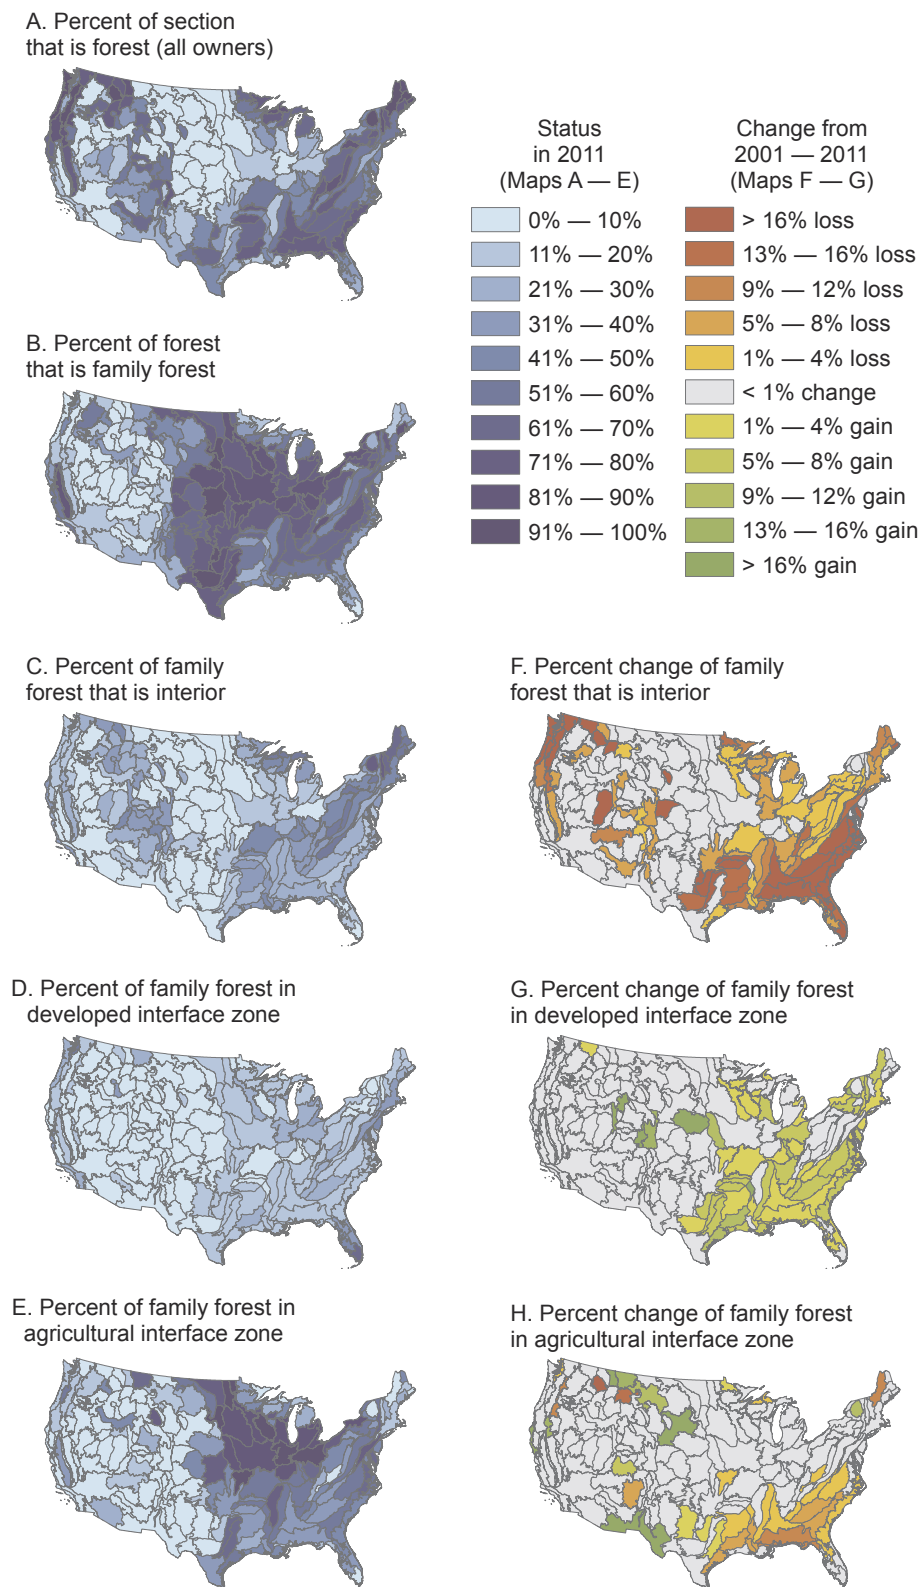 A. Percent of section
that is forest (all owners)
Status
in 2011
(Maps A — E)
0% — 10%
11% — 20%
21% — 30%
31% — 40%
41% — 50%
51% — 60%
61% — 70%
71% — 80%
81% — 90%
91% — 100%
Change from
2001 — 2011
(Maps F — G)
> 16% loss
13% — 16% loss
9% — 12% loss
5% — 8% loss
1% — 4% loss
< 1% change
1% — 4% gain
5% — 8% gain
9% — 12% gain
13% — 16% gain
> 16% gain
B. Percent of forest
that is family forest
C. Percent of family
forest that is interior
F. Percent change of family
forest that is interior
D. Percent of family forest in
developed interface zone
G. Percent change of family forest
in developed interface zone
E. Percent of family forest in
agricultural interface zone
H. Percent change of family forest
in agricultural interface zone